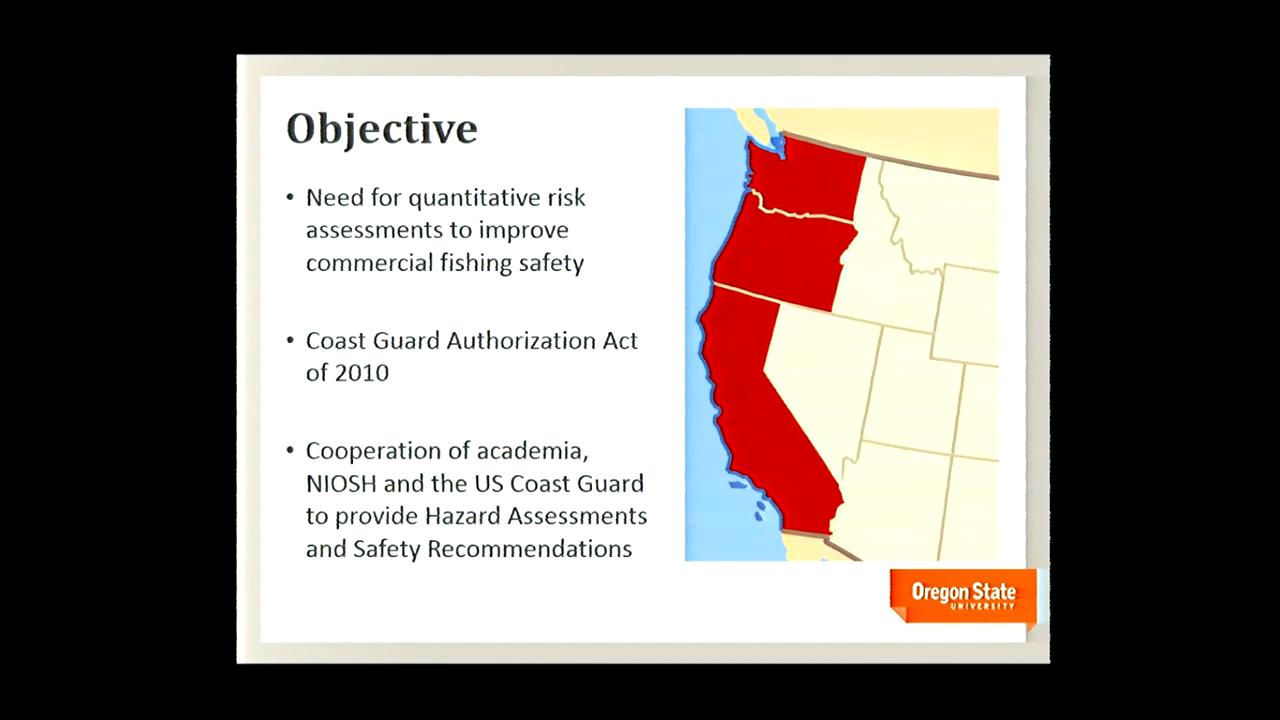 Objective
• Need for quantitative risk
assessments to improve
commercial fishing safety
• Coast Guard Authorization Act
of 2010
• Cooperation of academia,
NIOSH and the US Coast Guard
to provide Hazard Assessments
and Safety Recommendations
Oregon State
UNIVERSITY